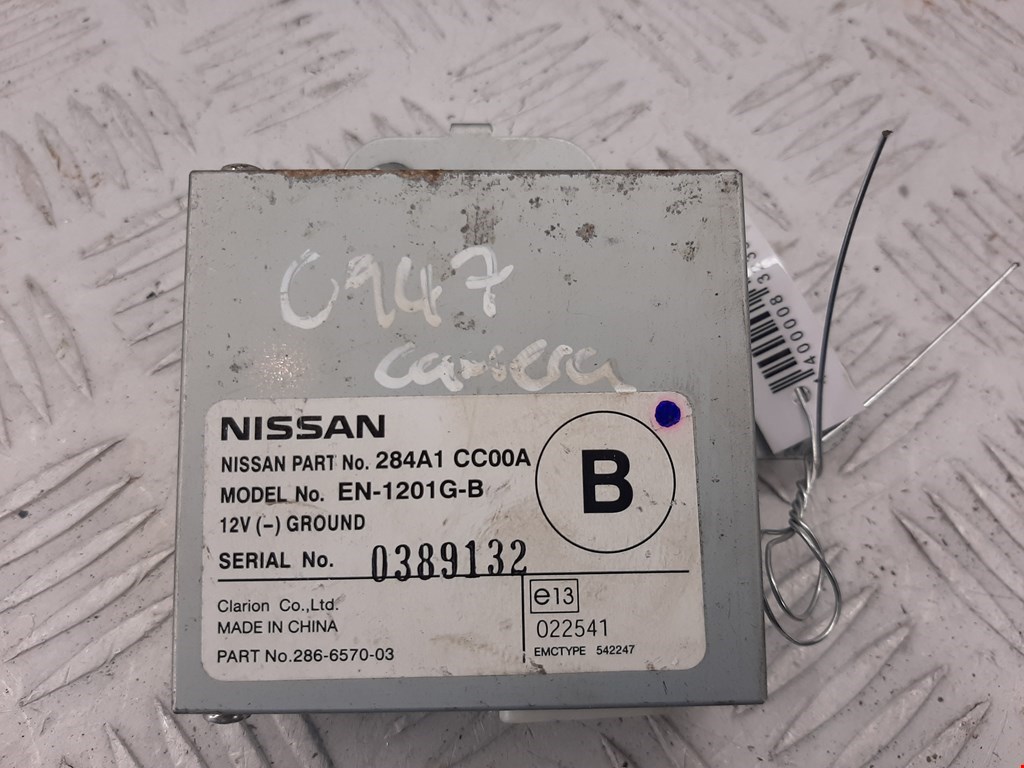 0947
camera
NISSAN
NISSAN PART No. 284A1 CC00A
MODEL No. EN-1201G-B
12V (–) GROUND
SERIAL No. 0389132
B
Clarion Co.,Ltd.
MADE IN CHINA
PART No.286-6570-03
e13
022541
EMCTYPE 542247